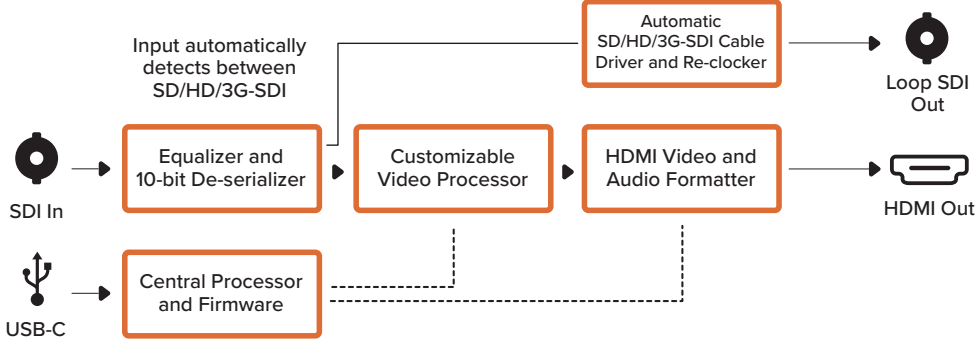 Automatic
SD/HD/3G-SDI Cable
Driver and Re-clocker
Loop SDI
Out
Input automatically
detects between
SD/HD/3G-SDI
SDI In
Equalizer and
10-bit De-serializer
Customizable
Video Processor
HDMI Video and
Audio Formatter
HDMI Out
USB-C
Central Processor
and Firmware